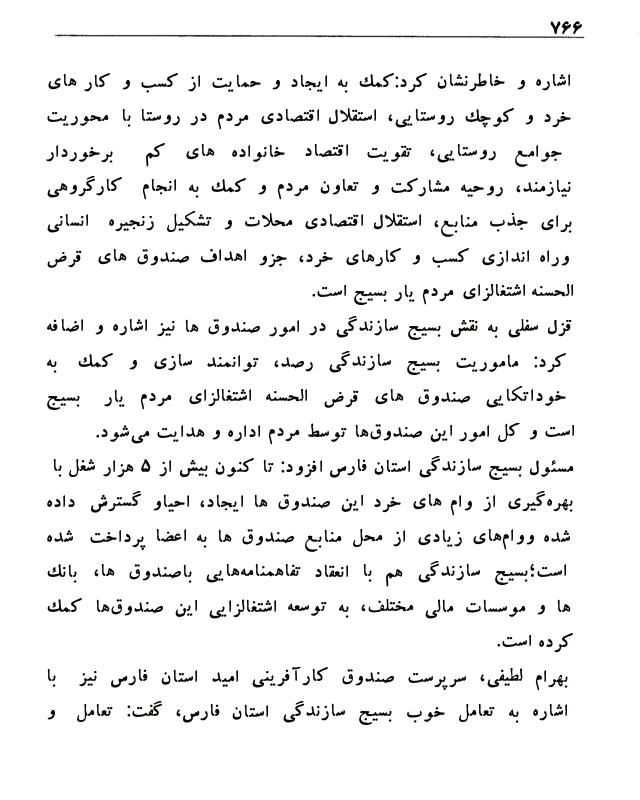 ۷۶۶
اشاره و خاطرنشان کرد:کمك به ایجاد و حمایت از کسب و کار های
خرد و کوچك روستایی، استقلال اقتصادی مردم در روستا با محوریت
جوامع روستایی، تقویت اقتصاد خانواده های کم برخوردار
نیازمند، روحیه مشارکت و تعاون مردم و کمك به انجام کارگروهی
برای جذب منابع، استقلال اقتصادی محلات و تشکیل زنجیره انسانی
وراه اندازی کسب و کارهای خرد، جزو اهداف صندوق های قرض
الحسنه اشتغالزای مردم یار بسیج است.
قزل سفلی به نقش بسیج سازندگی در امور صندوق ها نیز اشاره و اضافه
کرد: ماموریت بسیج سازندگی رصد، توانمند سازی و کمك به
خوداتکایی صندوق های قرض الحسنه اشتغالزای مردم یار بسیج
است و کل امور این صندوق‌ها توسط مردم اداره و هدایت می‌شود.
مسئول بسیج سازندگی استان فارس افزود: تا کنون بیش از ۵ هزار شغل با
بهره‌گیری از وام های خرد این صندوق ها ایجاد، احیاو گسترش داده
شده ووام‌های زیادی از محل منابع صندوق ها به اعضا پرداخت شده
است؛بسیج سازندگی هم با انعقاد تفاهمنامه‌هایی باصندوق ها، بانك
ها و موسسات مالی مختلف، به توسعه اشتغالزایی این صندوق‌ها کمك
کرده است.
بهرام لطیفی، سرپرست صندوق کارآفرینی امید استان فارس نیز با
اشاره به تعامل خوب بسیج سازندگی استان فارس، گفت: تعامل و